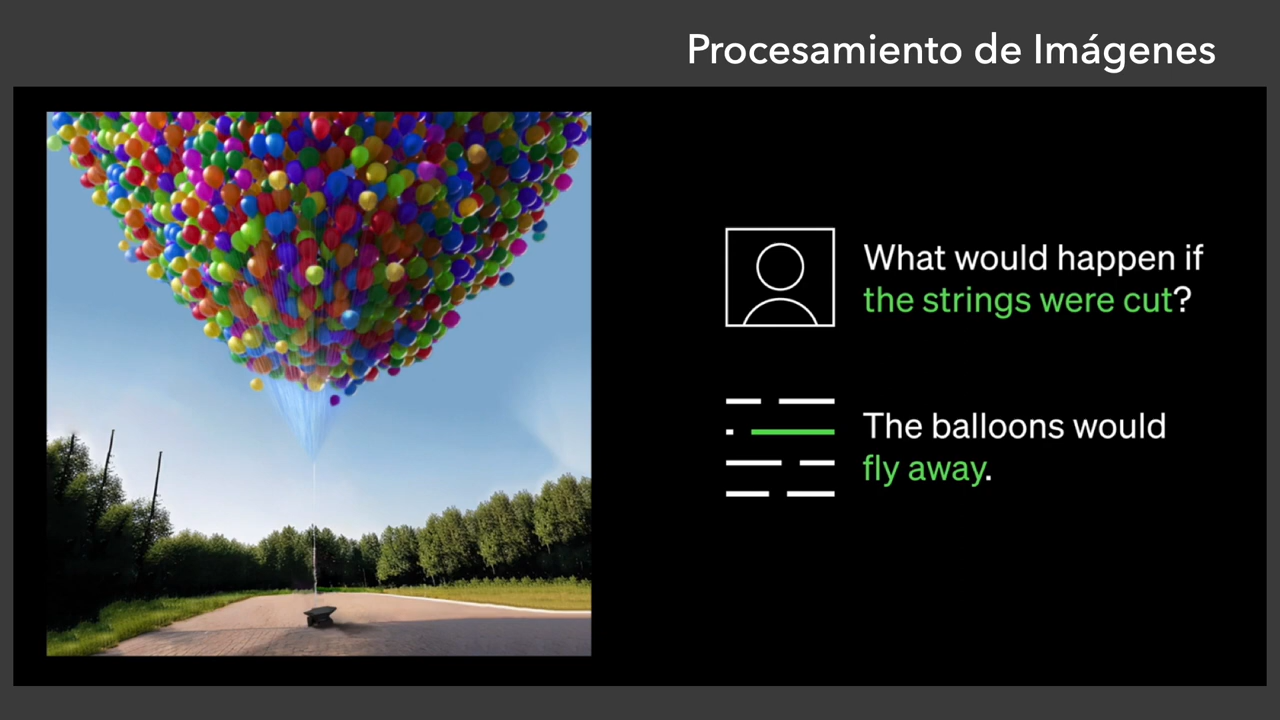 Procesamiento de Imágenes
What would happen if
the strings were cut?
The balloons would
fly away.